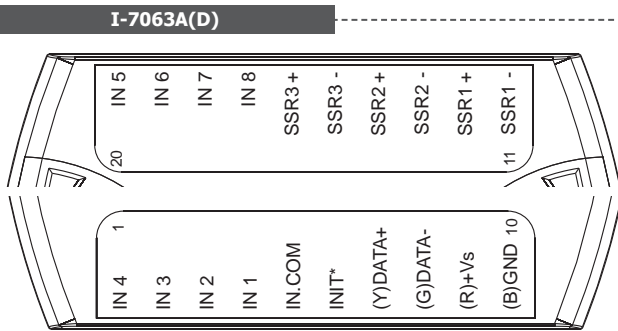 I-7063A(D)
IN 5
IN 6
IN 7
IN 8
SSR3 +
SSR3 -
SSR2 +
SSR2 -
SSR1 +
SSR1 -
20
11
1
10
IN 4
IN 3
IN 2
IN 1
IN.COM
INIT*
(Y)DATA+
(G)DATA-
(R)+Vs
(B)GND